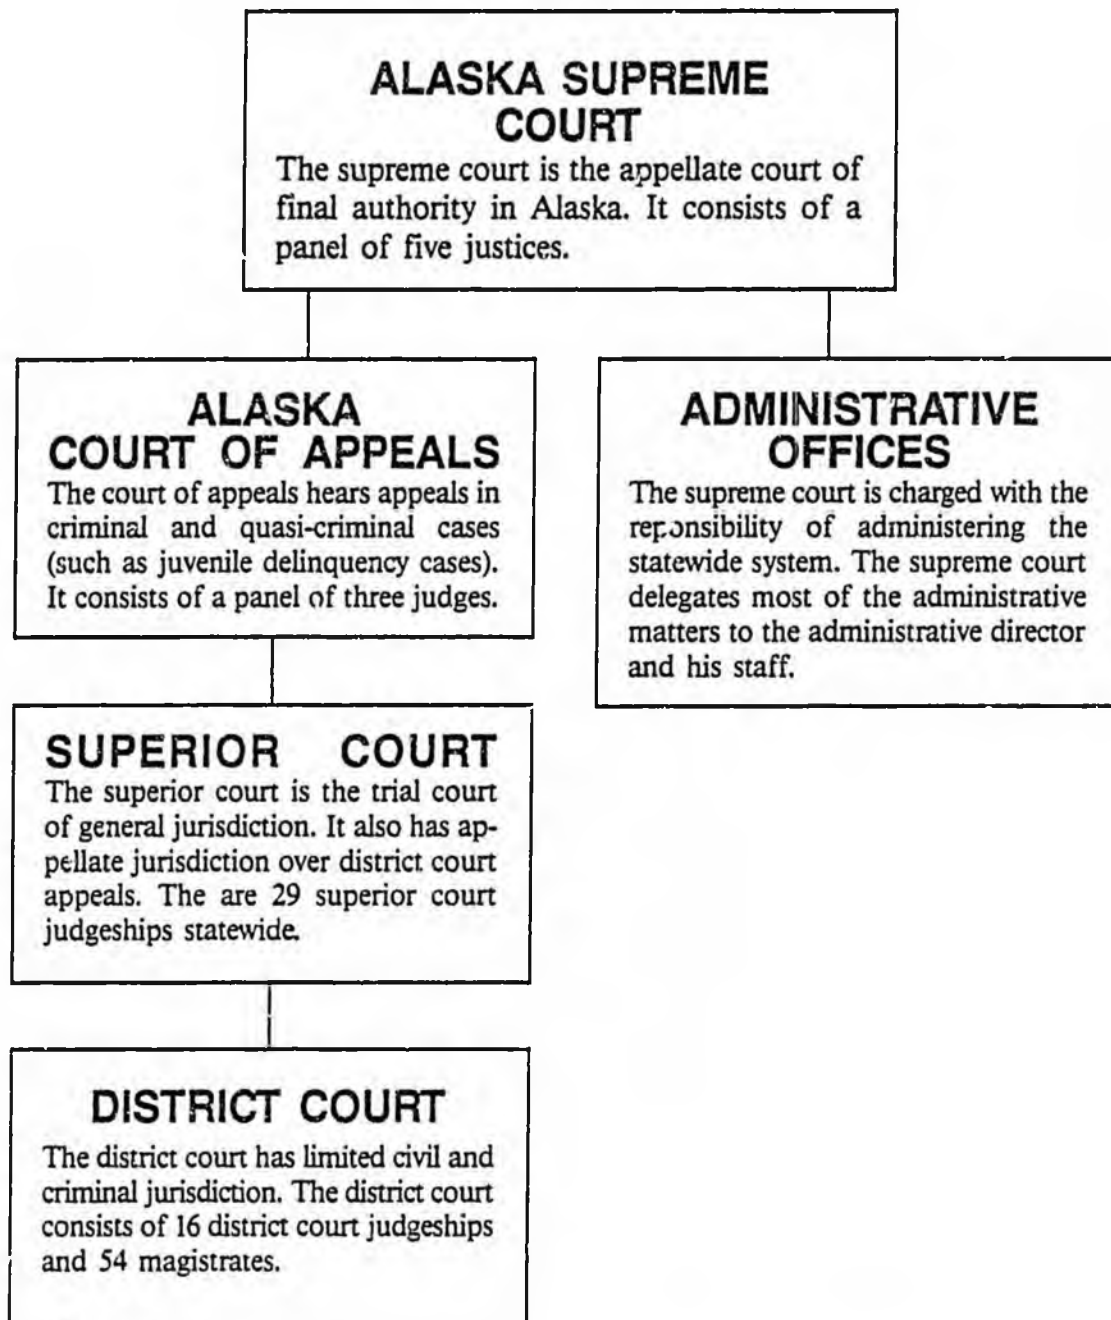 ALASKA SUPREME
COURT
The supreme court is the appellate court of
final authority in Alaska. It consists of a
panel of five justices.
ALASKA
COURT OF APPEALS
The court of appeals hears appeals in
criminal and quasi-criminal cases
(such as juvenile delinquency cases).
It consists of a panel of three judges.
ADMINISTRATIVE
OFFICES
The supreme court is charged with the
reponsibility of administering the
statewide system. The supreme court
delegates most of the administrative
matters to the administrative director
and his staff.
SUPERIOR COURT
The superior court is the trial court
of general jurisdiction. It also has ap-
pellate jurisdiction over district court
appeals. The are 29 superior court
judgeships statewide.
DISTRICT COURT
The district court has limited civil and
criminal jurisdiction. The district court
consists of 16 district court judgeships
and 54 magistrates.